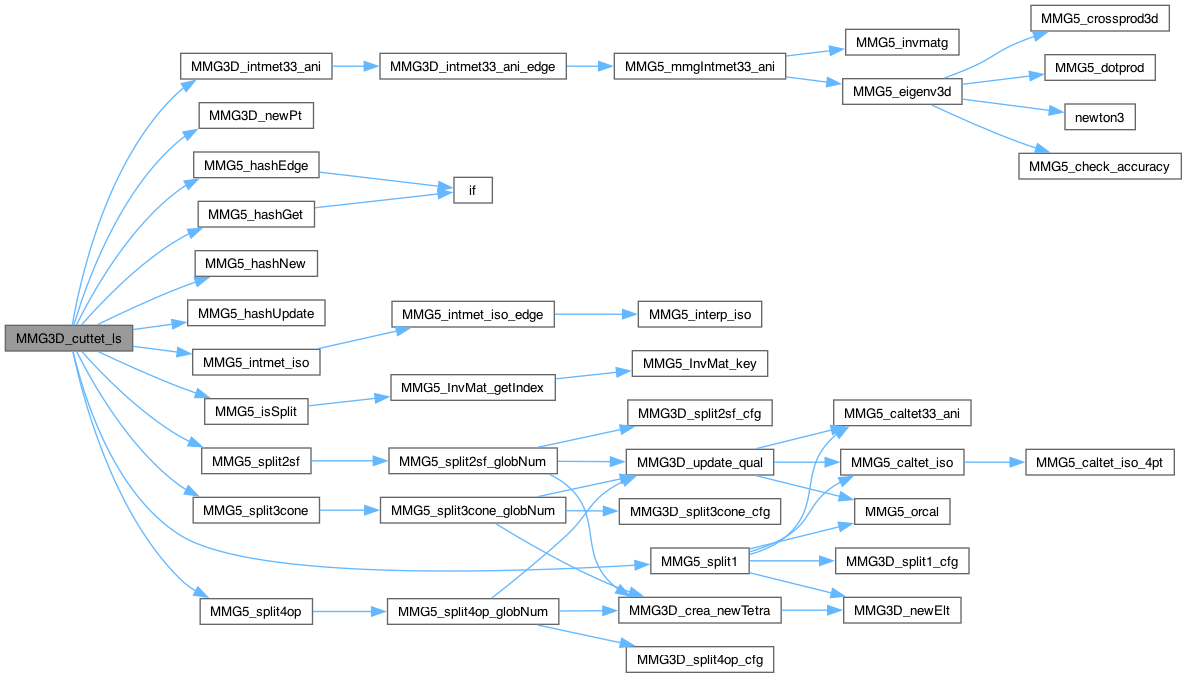 MMG3D_cuttet_ls
MMG3D_intmet33_ani
MMG3D_newPt
MMG5_hashEdge
MMG5_hashGet
MMG5_hashNew
MMG5_hashUpdate
MMG5_intmet_iso
MMG5_isSplit
MMG5_split2sf
MMG5_split3cone
MMG5_split4op
MMG3D_intmet33_ani_edge
if
MMG5_intmet_iso_edge
MMG5_InvMat_getIndex
MMG5_split2sf_globNum
MMG5_split3cone_globNum
MMG5_split4op_globNum
MMG5_mmgIntmet33_ani
MMG5_interp_iso
MMG5_InvMat_key
MMG3D_split2sf_cfg
MMG3D_update_qual
MMG3D_split3cone_cfg
MMG5_split1
MMG3D_crea_newTetra
MMG3D_split4op_cfg
MMG5_invmatg
MMG5_eigenv3d
MMG5_caltet33_ani
MMG5_caltet_iso
MMG5_orcal
MMG3D_split1_cfg
MMG3D_newElt
MMG5_crossprod3d
MMG5_dotprod
newton3
MMG5_check_accuracy
MMG5_caltet_iso_4pt